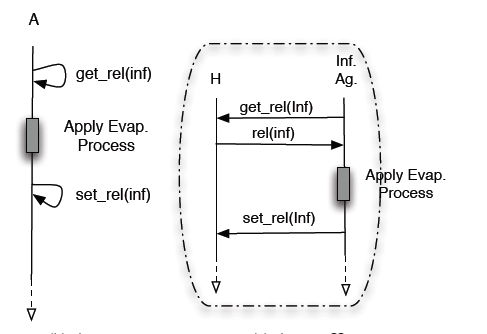 A
get_rel(inf)
Apply Evap.
Process
set_rel(inf)
H
Inf.
Ag.
get_rel(Inf)
rel(inf)
Apply Evap.
Process
set_rel(Inf)